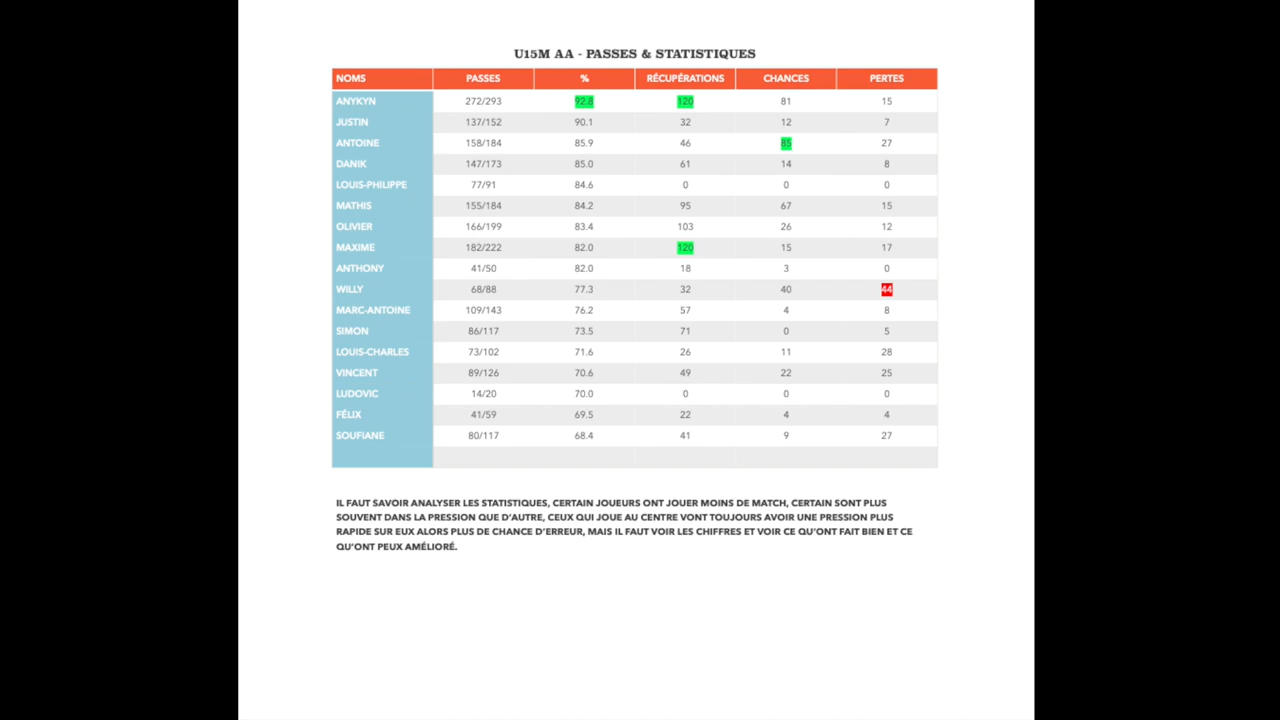 U15M AA - PASSES & STATISTIQUES
NOMS PASSES % RÉCUPÉRATIONS CHANCES PERTES
ANYKYN 272/293 92.8 120 81 15
JUSTIN 137/152 90.1 32 12 7
ANTOINE 158/184 85.9 46 85 27
DANIK 147/173 85.0 61 14 8
LOUIS-PHILIPPE 77/91 84.6 0 0 0
MATHIS 155/184 84.2 95 67 15
OLIVIER 166/199 83.4 103 26 12
MAXIME 182/222 82.0 120 15 17
ANTHONY 41/50 82.0 18 3 0
WILLY 68/88 77.3 32 40 44
MARC-ANTOINE 109/143 76.2 57 4 8
SIMON 86/117 73.5 71 0 5
LOUIS-CHARLES 73/102 71.6 26 11 28
VINCENT 89/126 70.6 49 22 25
LUDOVIC 14/20 70.0 0 0 0
FÉLIX 41/59 69.5 22 4 4
SOUFIANE 80/117 68.4 41 9 27
IL FAUT SAVOIR ANALYSER LES STATISTIQUES, CERTAIN JOUEURS ONT JOUER MOINS DE MATCH, CERTAIN SONT PLUS
SOUVENT DANS LA PRESSION QUE D'AUTRE, CEUX QUI JOUE AU CENTRE VONT TOUJOURS AVOIR UNE PRESSION PLUS
RAPIDE SUR EUX ALORS PLUS DE CHANCE D'ERREUR, MAIS IL FAUT VOIR LES CHIFFRES ET VOIR CE QU'ONT FAIT BIEN ET CE
QU'ONT PEUX AMÉLIORÉ.